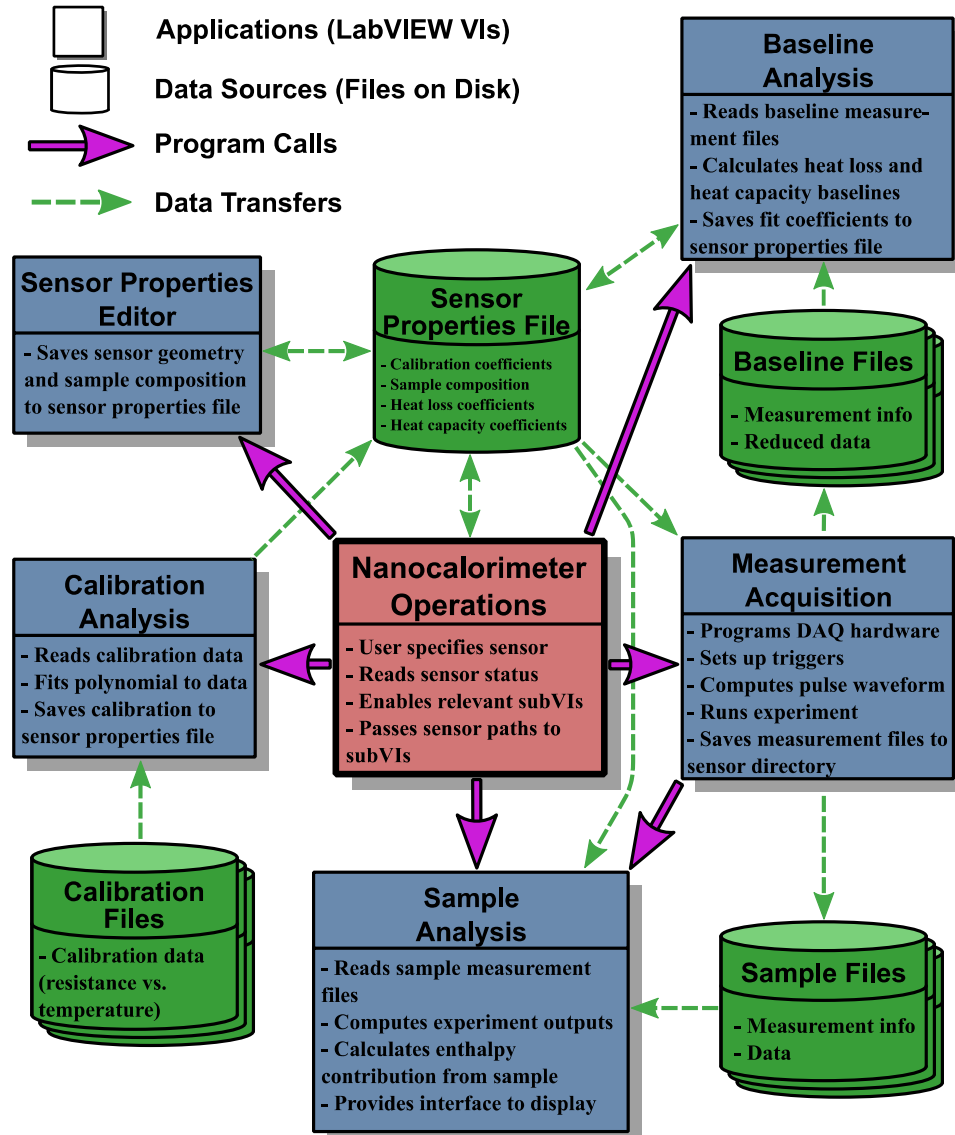 Applications (LabVIEW VIs)
Data Sources (Files on Disk)
Program Calls
Data Transfers
Baseline
Analysis
- Reads baseline measure-
ment files
- Calculates heat loss and
heat capacity baselines
- Saves fit coefficients to
sensor properties file
Sensor Properties
Editor
- Saves sensor geometry
and sample composition
to sensor properties file
Sensor
Properties File
- Calibration coefficients
- Sample composition
- Heat loss coefficients
- Heat capacity coefficients
Baseline Files
- Measurement info
- Reduced data
Calibration
Analysis
- Reads calibration data
- Fits polynomial to data
- Saves calibration to
sensor properties file
Nanocalorimeter
Operations
- User specifies sensor
- Reads sensor status
- Enables relevant subVIs
- Passes sensor paths to
subVIs
Measurement
Acquisition
- Programs DAQ hardware
- Sets up triggers
- Computes pulse waveform
- Runs experiment
- Saves measurement files to
sensor directory
Calibration
Files
- Calibration data
(resistance vs.
temperature)
Sample
Analysis
- Reads sample measurement
files
- Computes experiment outputs
- Calculates enthalpy
contribution from sample
- Provides interface to display
Sample Files
- Measurement info
- Data